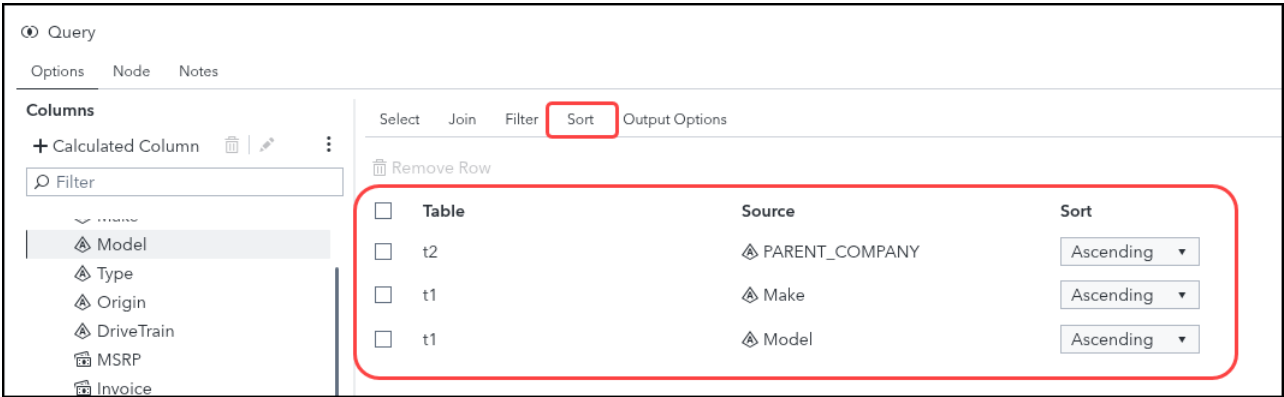 Query
Options Node Notes
Columns
+ Calculated Column
Filter
Model
Type
Origin
DriveTrain
MSRP
Invoice
Select Join Filter Sort Output Options
Remove Row
Table Source Sort
t2 PARENT_COMPANY Ascending
t1 Make Ascending
t1 Model Ascending